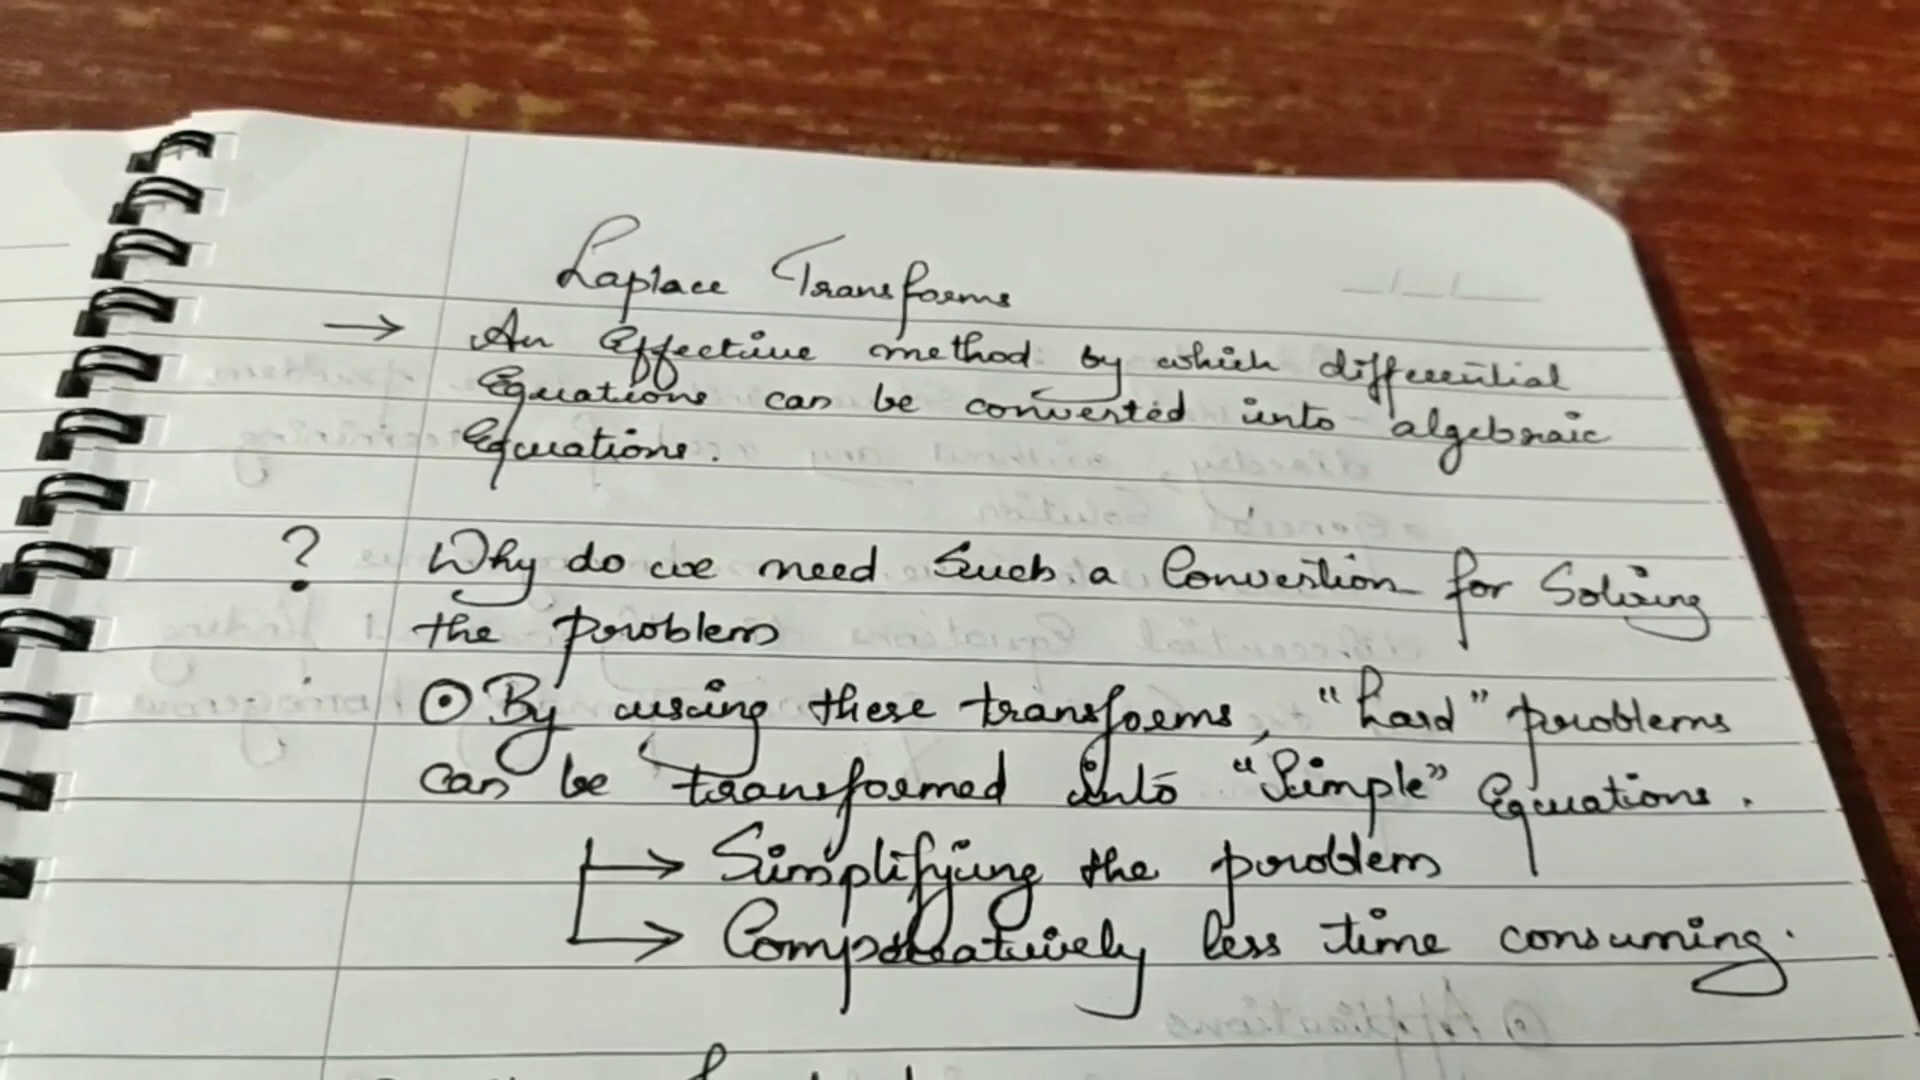 Laplace Transforms
→ An Effective method by which differential
Equations can be converted into algebraic
Equations.
? Why do we need Such a Convertion for Solving
the problem
⊙ By using these transforms, "hard" problems
can be transformed into "Simple" Equations.
→ Simplifying the problem
→ Comparatively less time consuming.